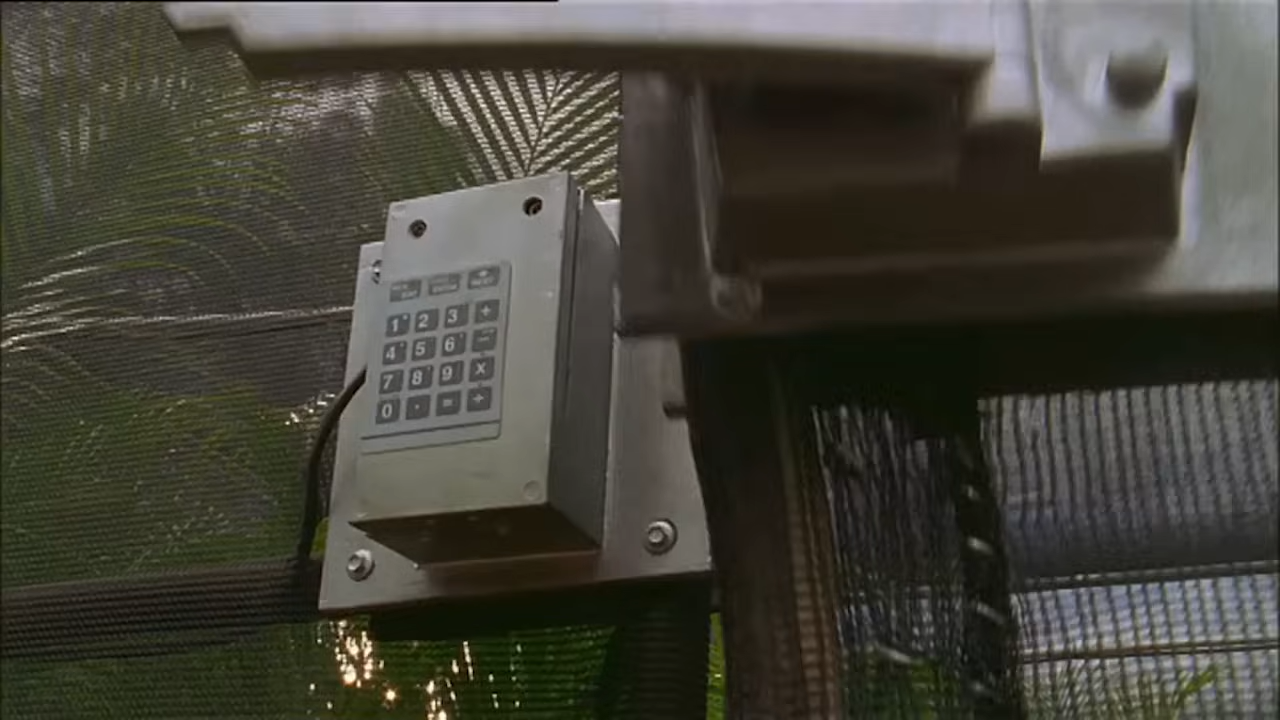 1 2 3 +
4 5 6 −
7 8 9 x
0 . = ÷